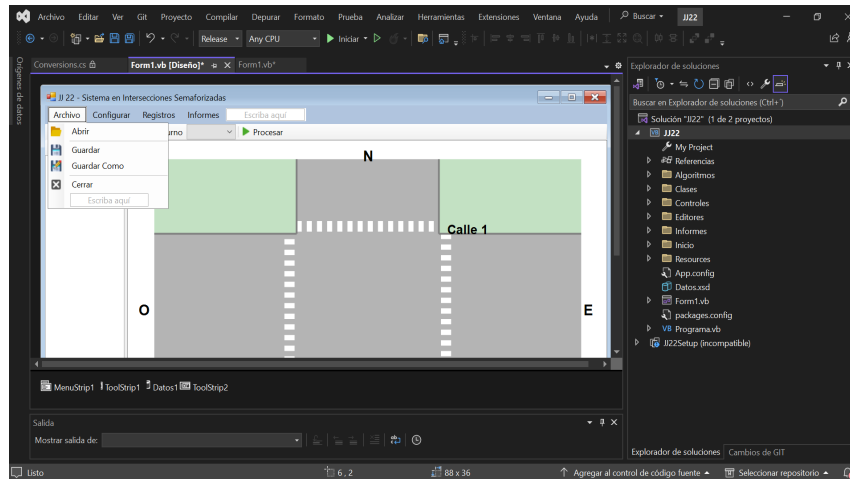 Archivo Editar Ver Git Proyecto Compilar Depurar Formato Prueba Analizar Herramientas Extensiones Ventana Ayuda Buscar JJ22
Release Any CPU Iniciar
Orígenes de datos
Conversions.cs Form1.vb [Diseño]* Form1.vb*
JJ 22 - Sistema en Intersecciones Semaforizadas
Archivo Configurar Registros Informes Escriba aquí
Abrir
Guardar
Guardar Como
Cerrar
Escriba aquí
urno Procesar
N
Calle 1
O
E
MenuStrip1 ToolStrip1 Datos1 ToolStrip2
Salida
Mostrar salida de:
Explorador de soluciones
Buscar en Explorador de soluciones (Ctrl+´)
Solución "JJ22" (1 de 2 proyectos)
JJ22
My Project
Referencias
Algoritmos
Clases
Controles
Editores
Informes
Inicio
Resources
App.config
Datos.xsd
Form1.vb
packages.config
VB Programa.vb
JJ22Setup (incompatible)
Explorador de soluciones Cambios de GIT
Listo 6 , 2 88 x 36 Agregar al control de código fuente Seleccionar repositorio